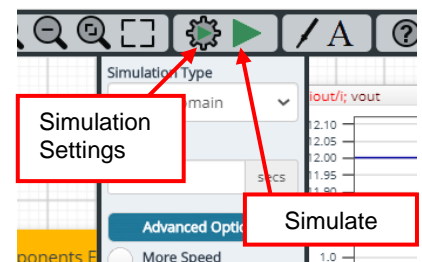 A
?
Simulation Type
omain
iout/i; vout
Simulation
Settings
12.10
12.05
12.00
11.95
11.90
secs
Advanced Optio
Simulate
ponents F
More Speed
1.0